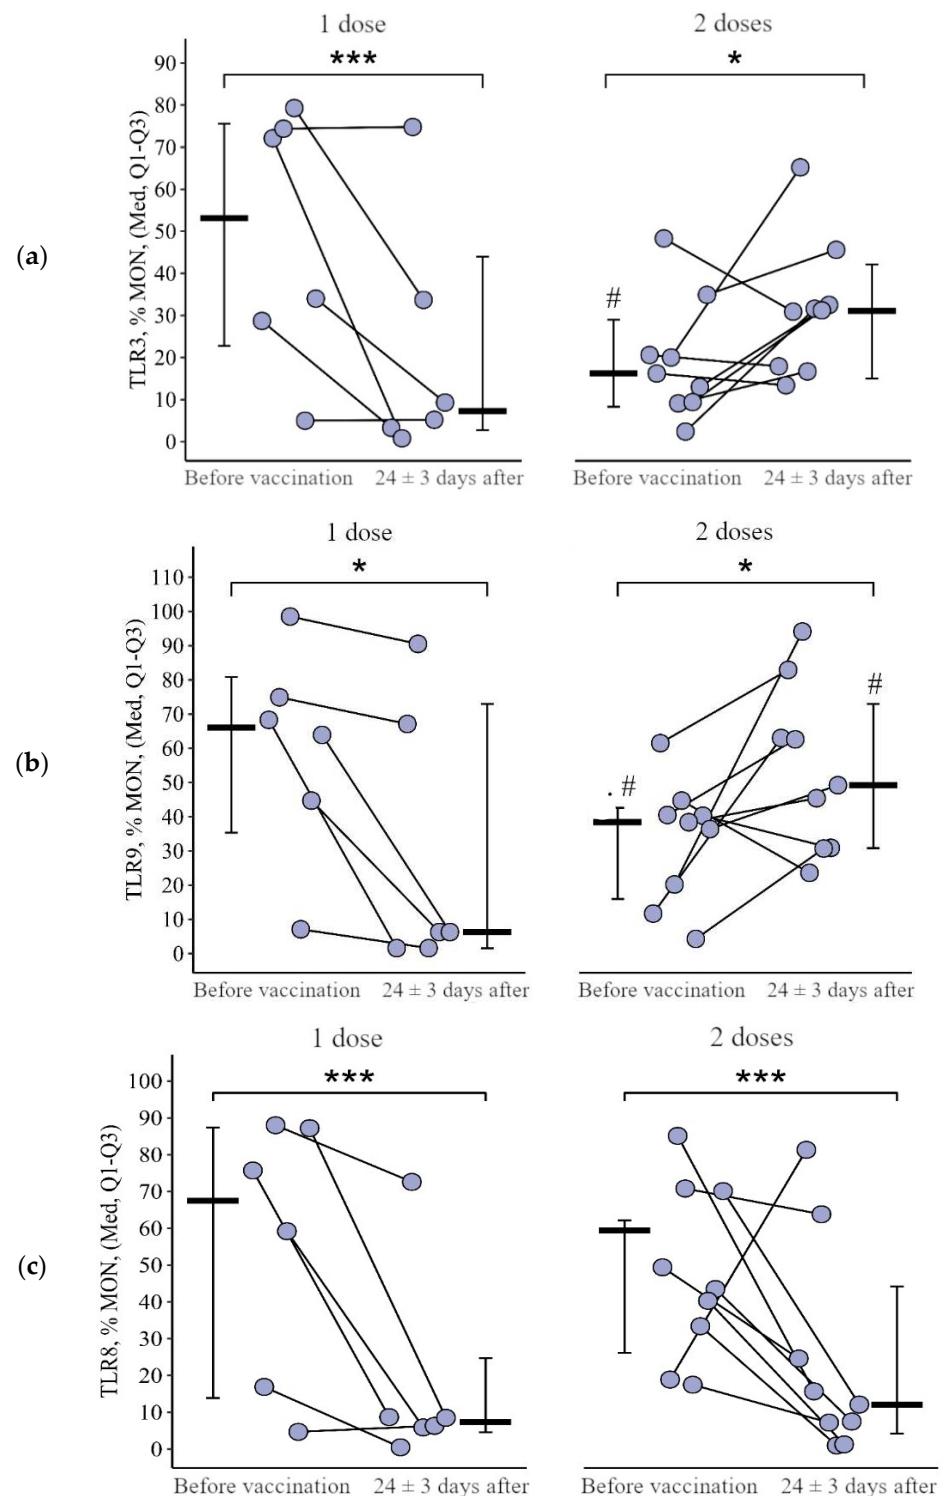 1 dose
2 doses
***
*
(a)
TLR3, % MON, (Med, Q1-Q3)
90
80
70
60
50
40
30
20
10
0
#
Before vaccination
24 ± 3 days after
Before vaccination
24 ± 3 days after
1 dose
2 doses
*
*
(b)
TLR9, % MON, (Med, Q1-Q3)
110
100
90
80
70
60
50
40
30
20
10
0
. #
#
Before vaccination
24 ± 3 days after
Before vaccination
24 ± 3 days after
1 dose
2 doses
***
***
(c)
TLR8, % MON, (Med, Q1-Q3)
100
90
80
70
60
50
40
30
20
10
0
Before vaccination
24 ± 3 days after
Before vaccination
24 ± 3 days after